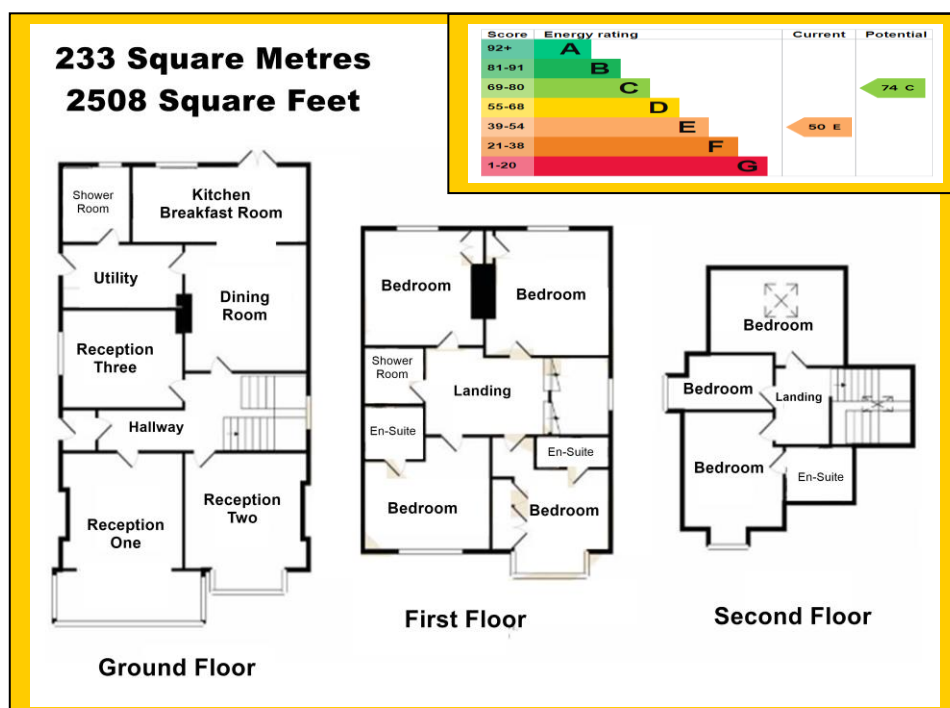 233 Square Metres
2508 Square Feet
Score Energy rating Current Potential
92+ A
81-91 B
69-80 C 74 C
55-68 D
39-54 E 50 E
21-38 F
1-20 G
Shower
Room
Kitchen
Breakfast Room
Utility
Dining
Room
Reception
Three
Hallway
Reception
One
Reception
Two
Ground Floor
Bedroom
Bedroom
Shower
Room
Landing
En-Suite
En-Suite
Bedroom
Bedroom
First Floor
Bedroom
Bedroom
Landing
Bedroom
En-Suite
Second Floor